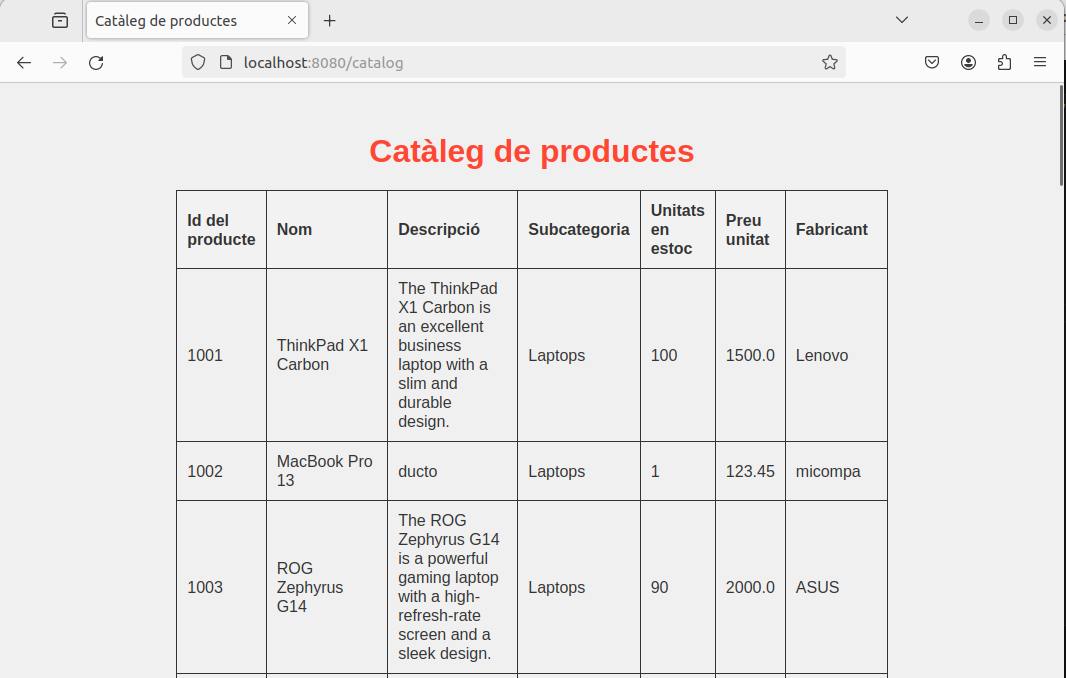 Catàleg de productes
localhost:8080/catalog
Catàleg de productes
Id del
producte
Nom
Descripció
Subcategoria
Unitats
en
estoc
Preu
unitat
Fabricant
1001
ThinkPad X1
Carbon
The ThinkPad
X1 Carbon is
an excellent
business
laptop with a
slim and
durable
design.
Laptops
100
1500.0
Lenovo
1002
MacBook Pro
13
ducto
Laptops
1
123.45
micompa
1003
ROG
Zephyrus
G14
The ROG
Zephyrus G14
is a powerful
gaming laptop
with a high-
refresh-rate
screen and a
sleek design.
Laptops
90
2000.0
ASUS